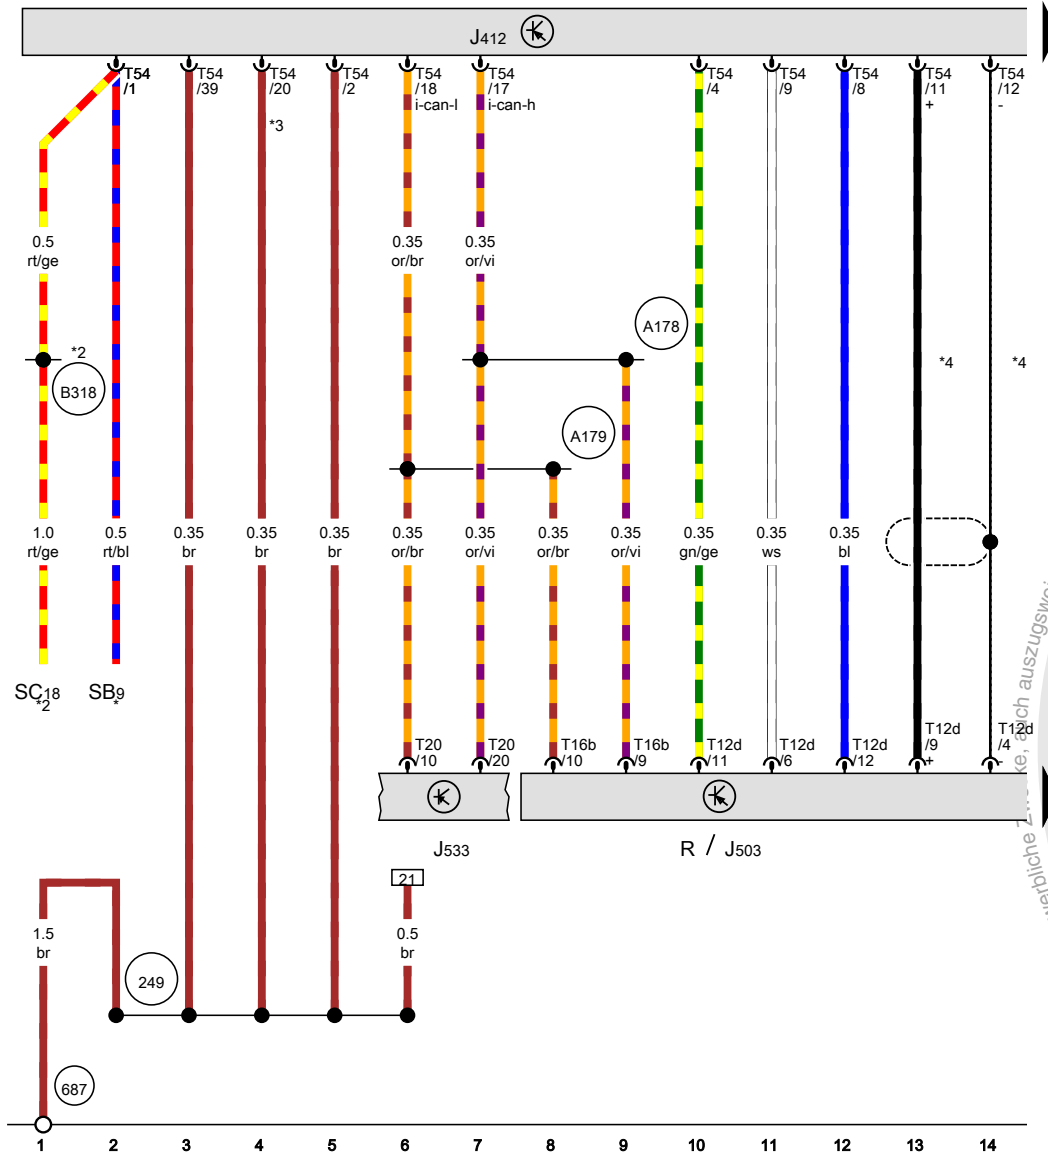 J412
T54 T54 T54 T54 T54 T54 T54 T54 T54 T54 T54
/1 /39 /20 /2 /18 /17 /4 /9 /8 /11 /12
i-can-l i-can-h + -
*3
0.5 0.35 0.35
rt/ge or/br or/vi
A178
*2 *4 *4
B318
A179
1.0 0.5 0.35 0.35 0.35 0.35 0.35 0.35 0.35 0.35 0.35 0.35
rt/ge rt/bl br br br or/br or/vi or/br or/vi gn/ge ws bl
SC18 SB9
*2 *
T20 T20 T16b T16b T12d T12d T12d T12d T12d
/10 /20 /10 /9 /11 /6 /12 /9 /4
+ -
J533 R / J503
21
1.5 0.5
br br
249
687
1 2 3 4 5 6 7 8 9 10 11 12 13 14
auch auszugswei